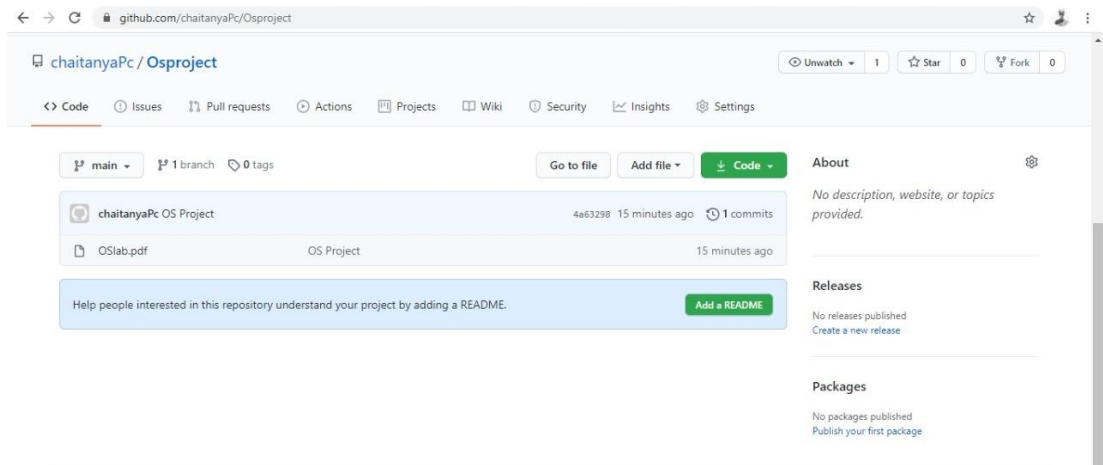 github.com/chaitanyaPc/Osproject
chaitanyaPc / Osproject
Unwatch 1 Star 0 Fork 0
<> Code Issues Pull requests Actions Projects Wiki Security Insights Settings
main 1 branch 0 tags Go to file Add file Code
chaitanyaPc OS Project 4a63298 15 minutes ago 1 commits
OSlab.pdf OS Project 15 minutes ago
Help people interested in this repository understand your project by adding a README. Add a README
About
No description, website, or topics
provided.
Releases
No releases published
Create a new release
Packages
No packages published
Publish your first package